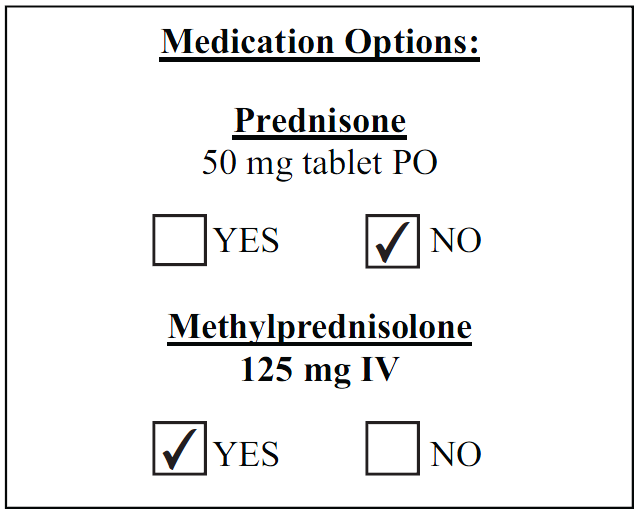 Medication Options:
Prednisone
50 mg tablet PO
YES NO
Methylprednisolone
125 mg IV
YES NO